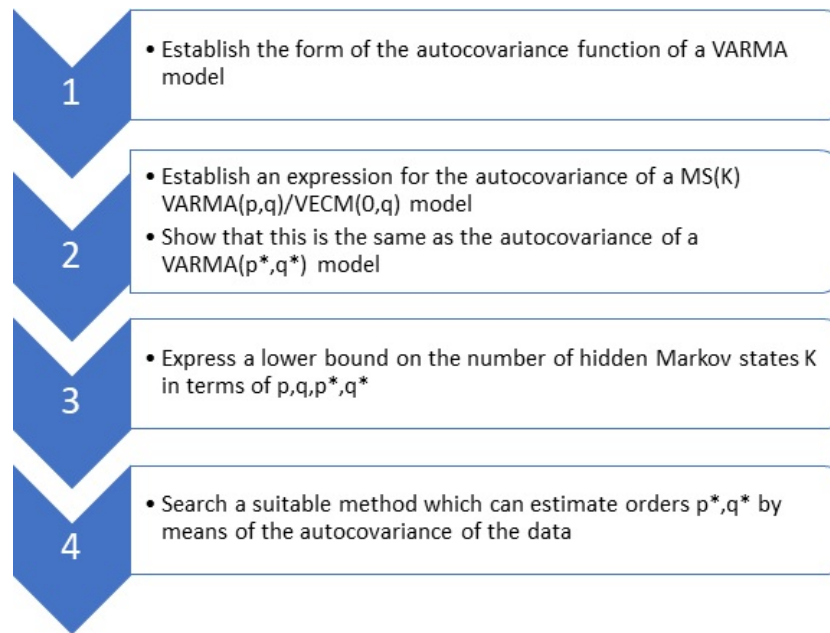 1
• Establish the form of the autocovariance function of a VARMA
model
2
• Establish an expression for the autocovariance of a MS(K)
VARMA(p,q)/VECM(0,q) model
• Show that this is the same as the autocovariance of a
VARMA(p*,q*) model
3
• Express a lower bound on the number of hidden Markov states K
in terms of p,q,p*,q*
4
• Search a suitable method which can estimate orders p*,q* by
means of the autocovariance of the data